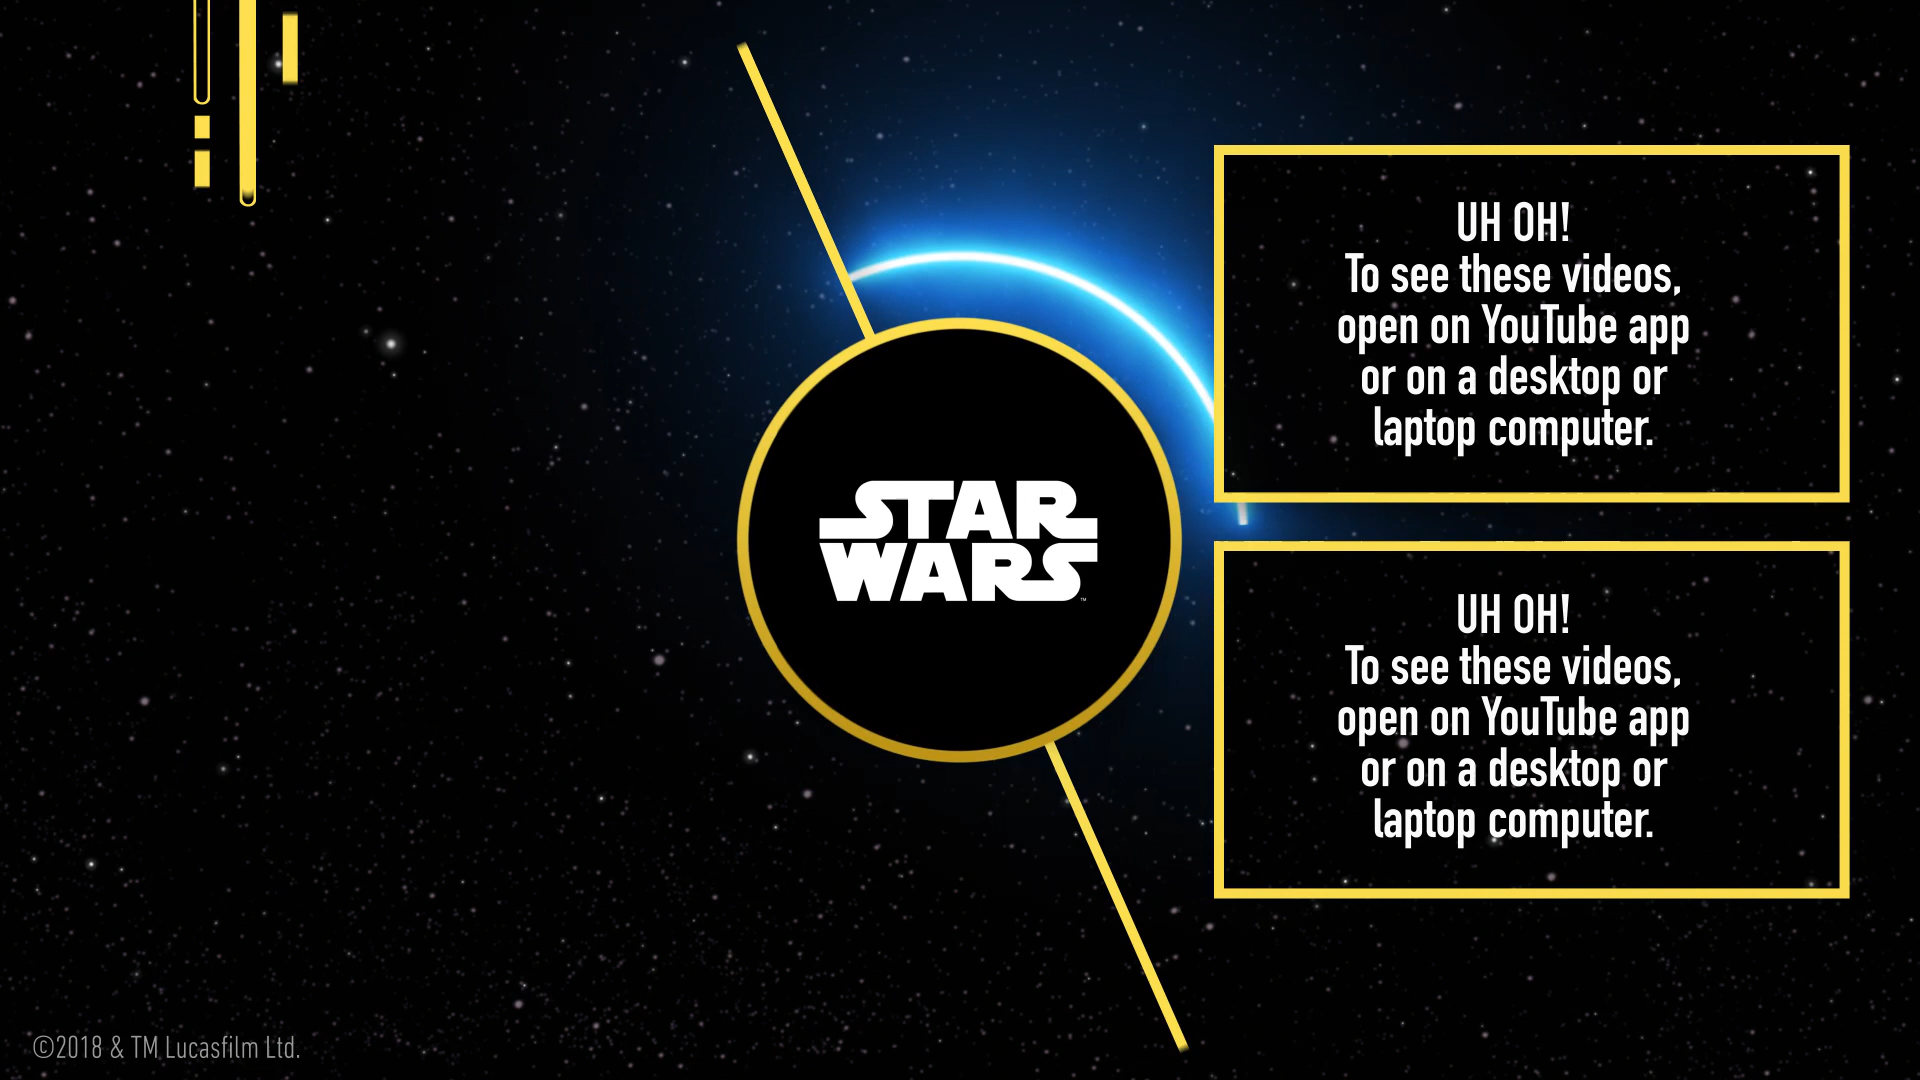 STAR
WARS
™
UH OH!
To see these videos,
open on YouTube app
or on a desktop or
laptop computer.
UH OH!
To see these videos,
open on YouTube app
or on a desktop or
laptop computer.
©2018 & TM Lucasfilm Ltd.